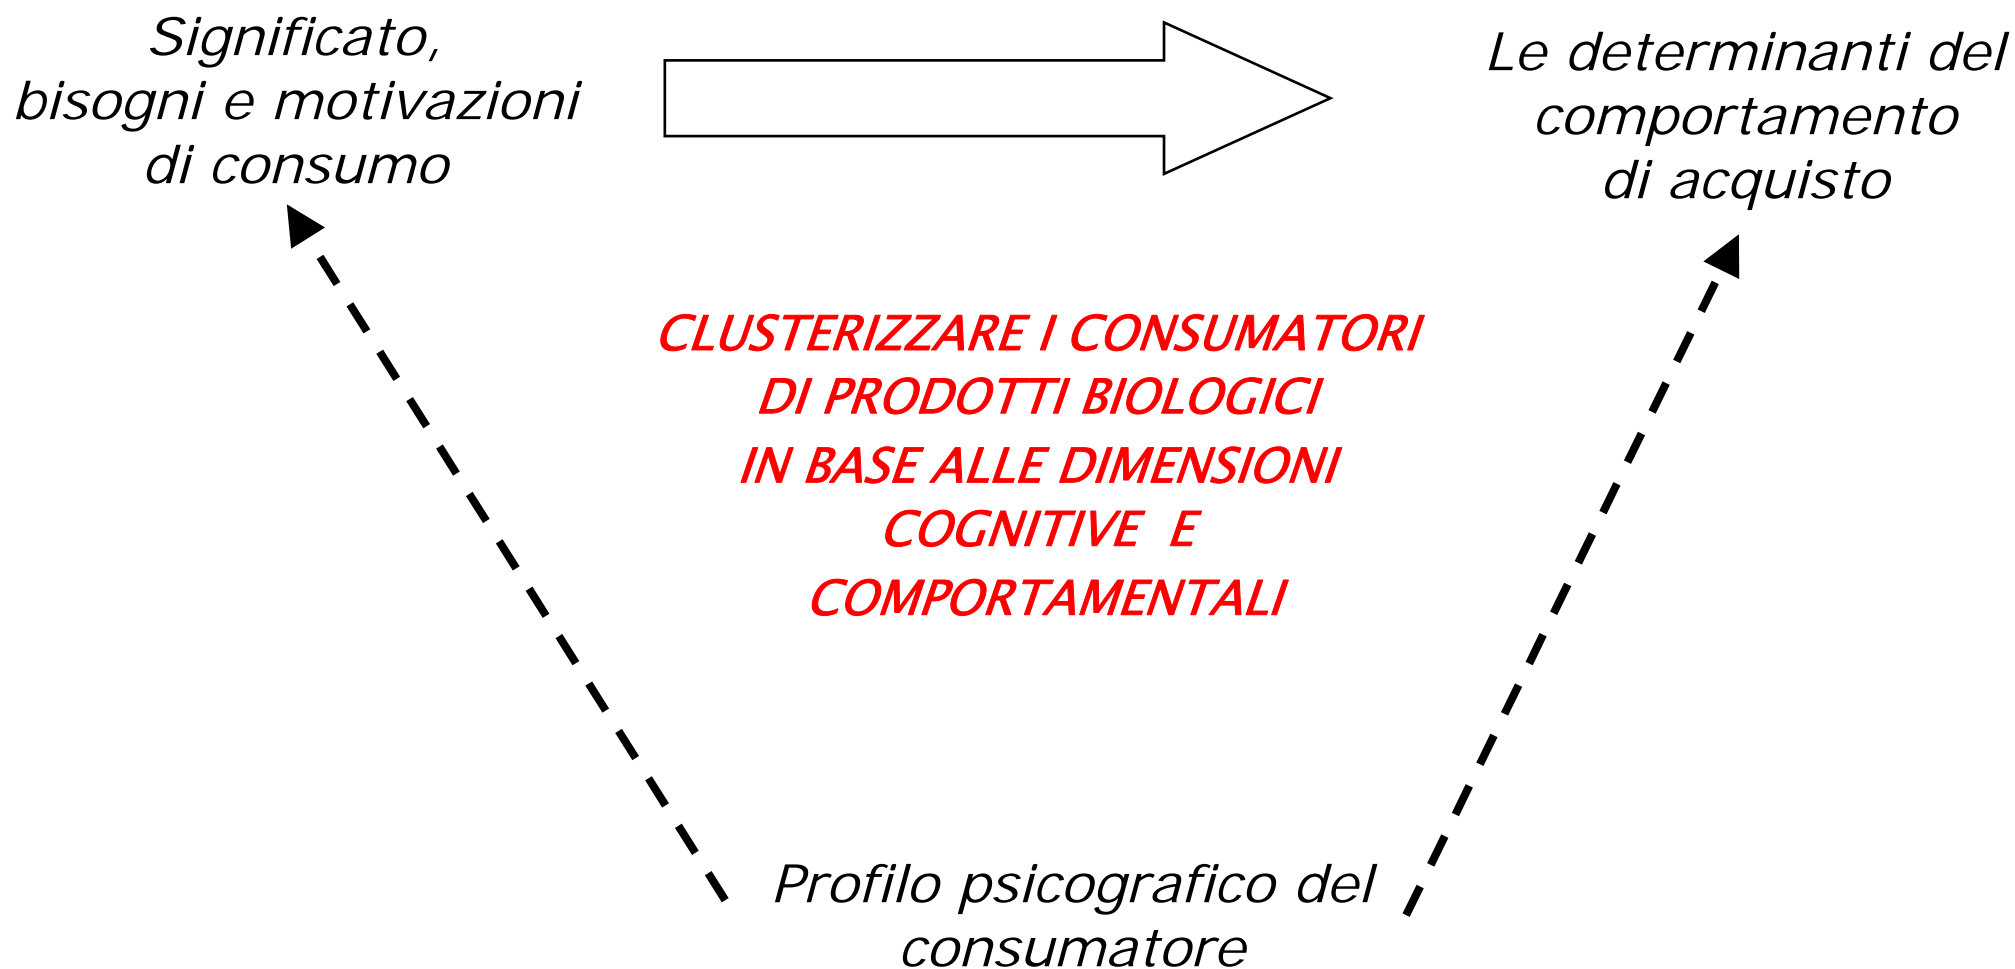 Significato,
bisogni e motivazioni
di consumo
Le determinanti del
comportamento
di acquisto
CLUSTERIZZARE I CONSUMATORI
DI PRODOTTI BIOLOGICI
IN BASE ALLE DIMENSIONI
COGNITIVE E
COMPORTAMENTALI
Profilo psicografico del
consumatore